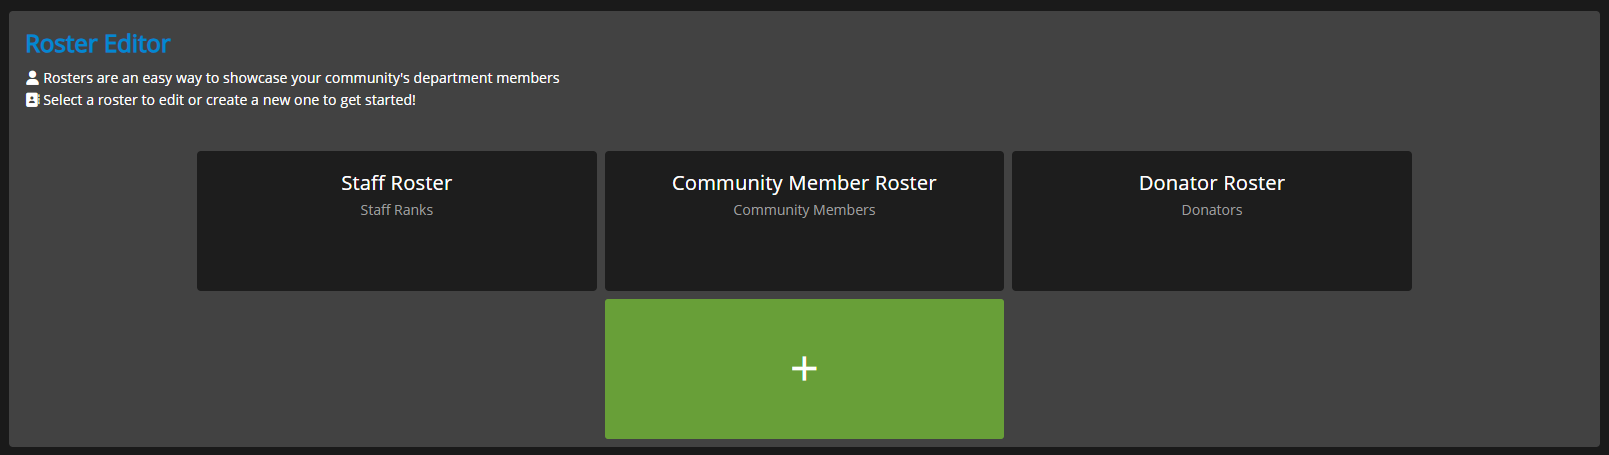 Roster Editor
Rosters are an easy way to showcase your community's department members
Select a roster to edit or create a new one to get started!
Staff Roster
Staff Ranks
Community Member Roster
Community Members
Donator Roster
Donators
+